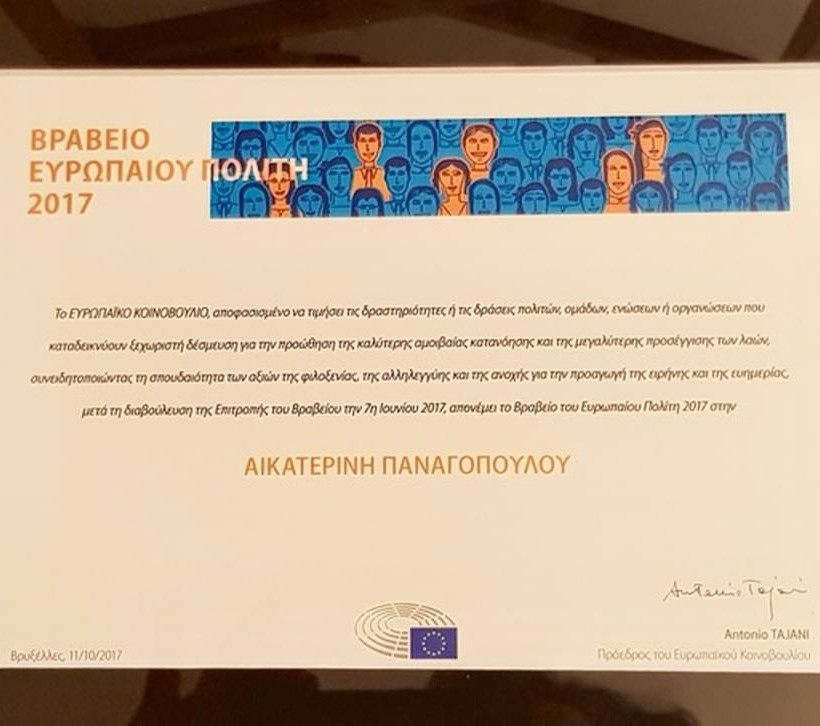 ΒΡΑΒΕΙΟ
ΕΥΡΩΠΑΙΟΥ ΠΟΛΙΤΗ
2017
Το ΕΥΡΩΠΑΪΚΟ ΚΟΙΝΟΒΟΥΛΙΟ, αποφασισμένο να τιμήσει τις δραστηριότητες ή τις δράσεις πολιτών, ομάδων, ενώσεων ή οργανώσεων που
καταδεικνύουν ξεχωριστή δέσμευση για την προώθηση της καλύτερης αμοιβαίας κατανόησης και της μεγαλύτερης προσέγγισης των λαών,
συνειδητοποιώντας τη σπουδαιότητα των αξιών της φιλοξενίας, της αλληλεγγύης και της ανοχής για την προαγωγή της ειρήνης και της ευημερίας,
μετά τη διαβούλευση της Επιτροπής του Βραβείου την 7η Ιουνίου 2017, απονέμει το Βραβείο του Ευρωπαίου Πολίτη 2017 στην
ΑΙΚΑΤΕΡΙΝΗ ΠΑΝΑΓΟΠΟΥΛΟΥ
Antonio Tajani
Antonio TAJANI
Πρόεδρος του Ευρωπαϊκού Κοινοβουλίου
Βρυξέλλες, 11/10/2017